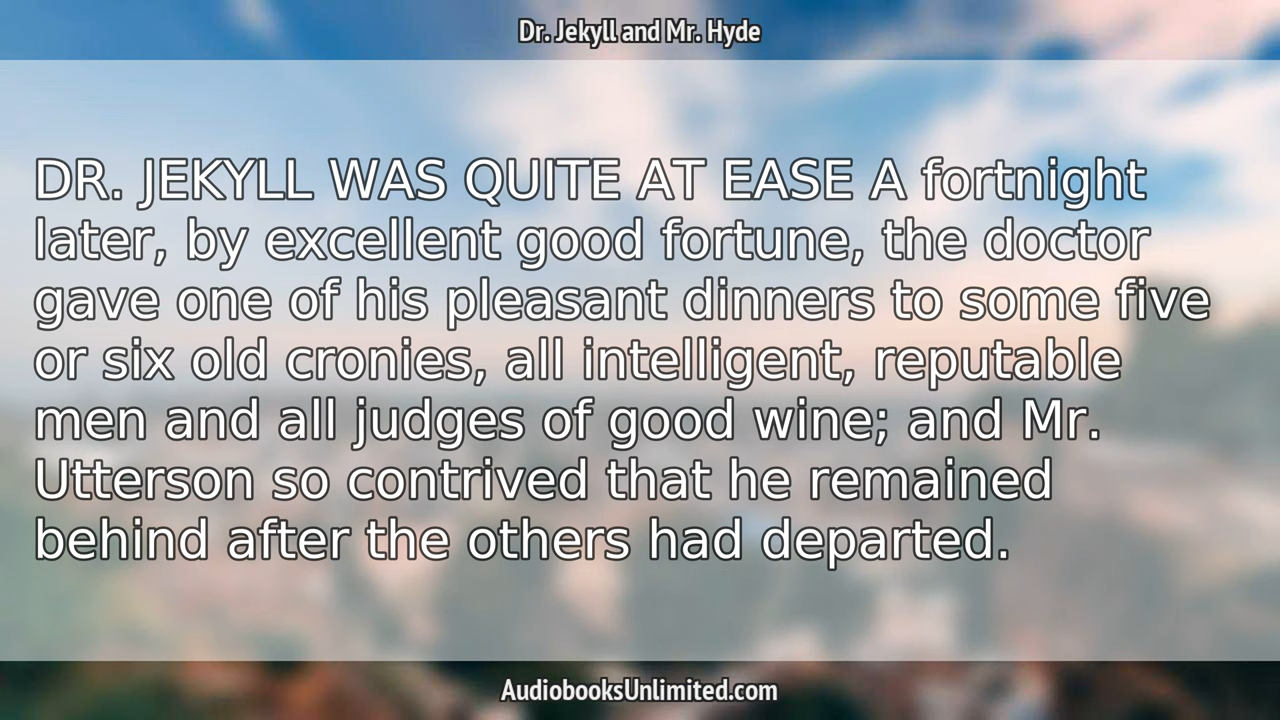 Dr. Jekyll and Mr. Hyde
DR. JEKYLL WAS QUITE AT EASE A fortnight
later, by excellent good fortune, the doctor
gave one of his pleasant dinners to some five
or six old cronies, all intelligent, reputable
men and all judges of good wine; and Mr.
Utterson so contrived that he remained
behind after the others had departed.
AudiobooksUnlimited.com